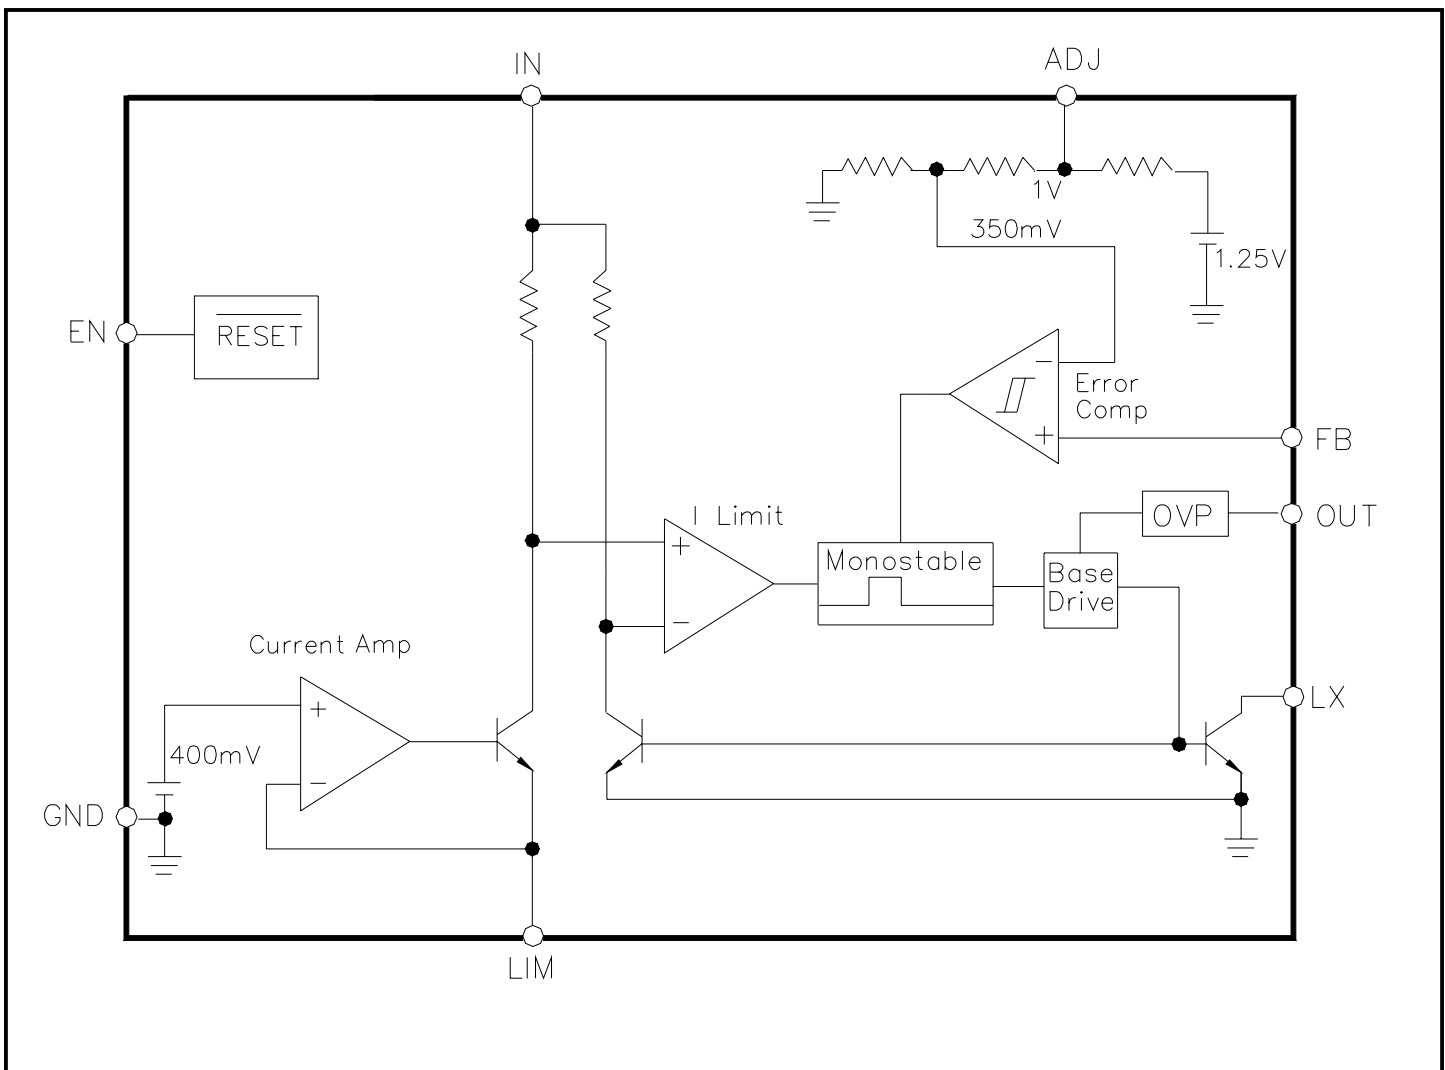 IN
ADJ
1V
350mV
1.25V
EN
RESET
Error
Comp
FB
I Limit
OVP
OUT
Monostable
Base
Drive
Current Amp
LX
400mV
GND
LIM